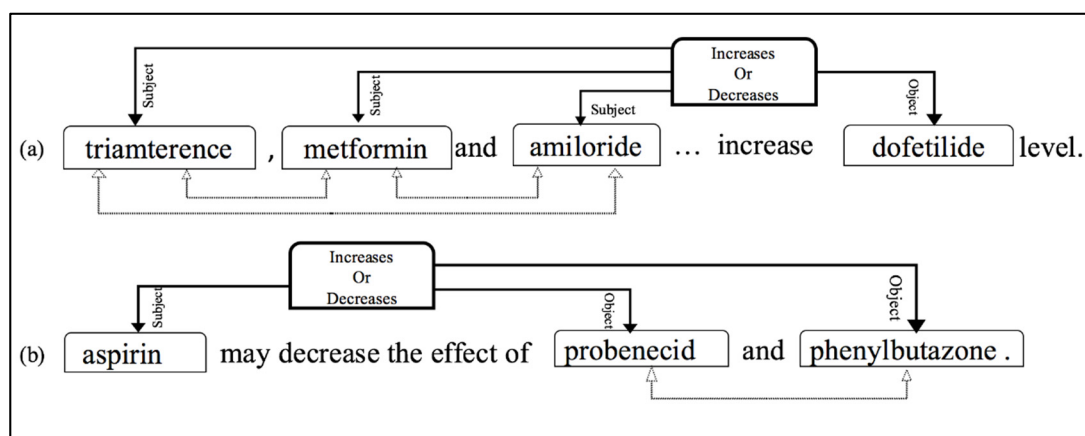 Increases
Or
Decreases
Subject
Subject
Subject
Object
(a) triamterence , metformin and amiloride … increase dofetilide level.
Increases
Or
Decreases
Subject
Object
Object
(b) aspirin may decrease the effect of probenecid and phenylbutazone .